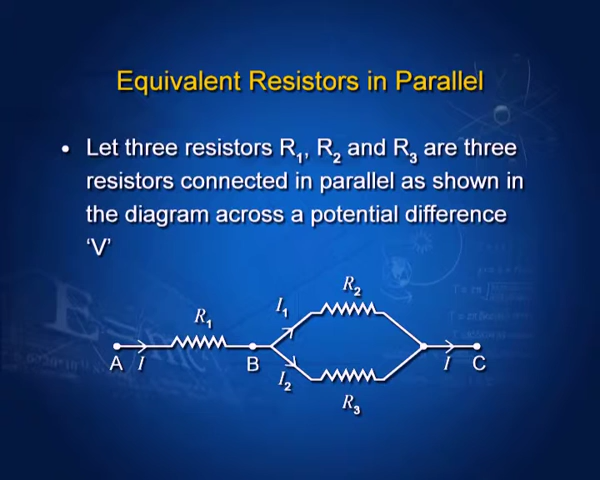 Equivalent Resistors in Parallel
• Let three resistors R₁, R₂ and R₃ are three
resistors connected in parallel as shown in
the diagram across a potential difference
‘V’
R₂
I₁
R₁
A I B I C
I₂
R₃